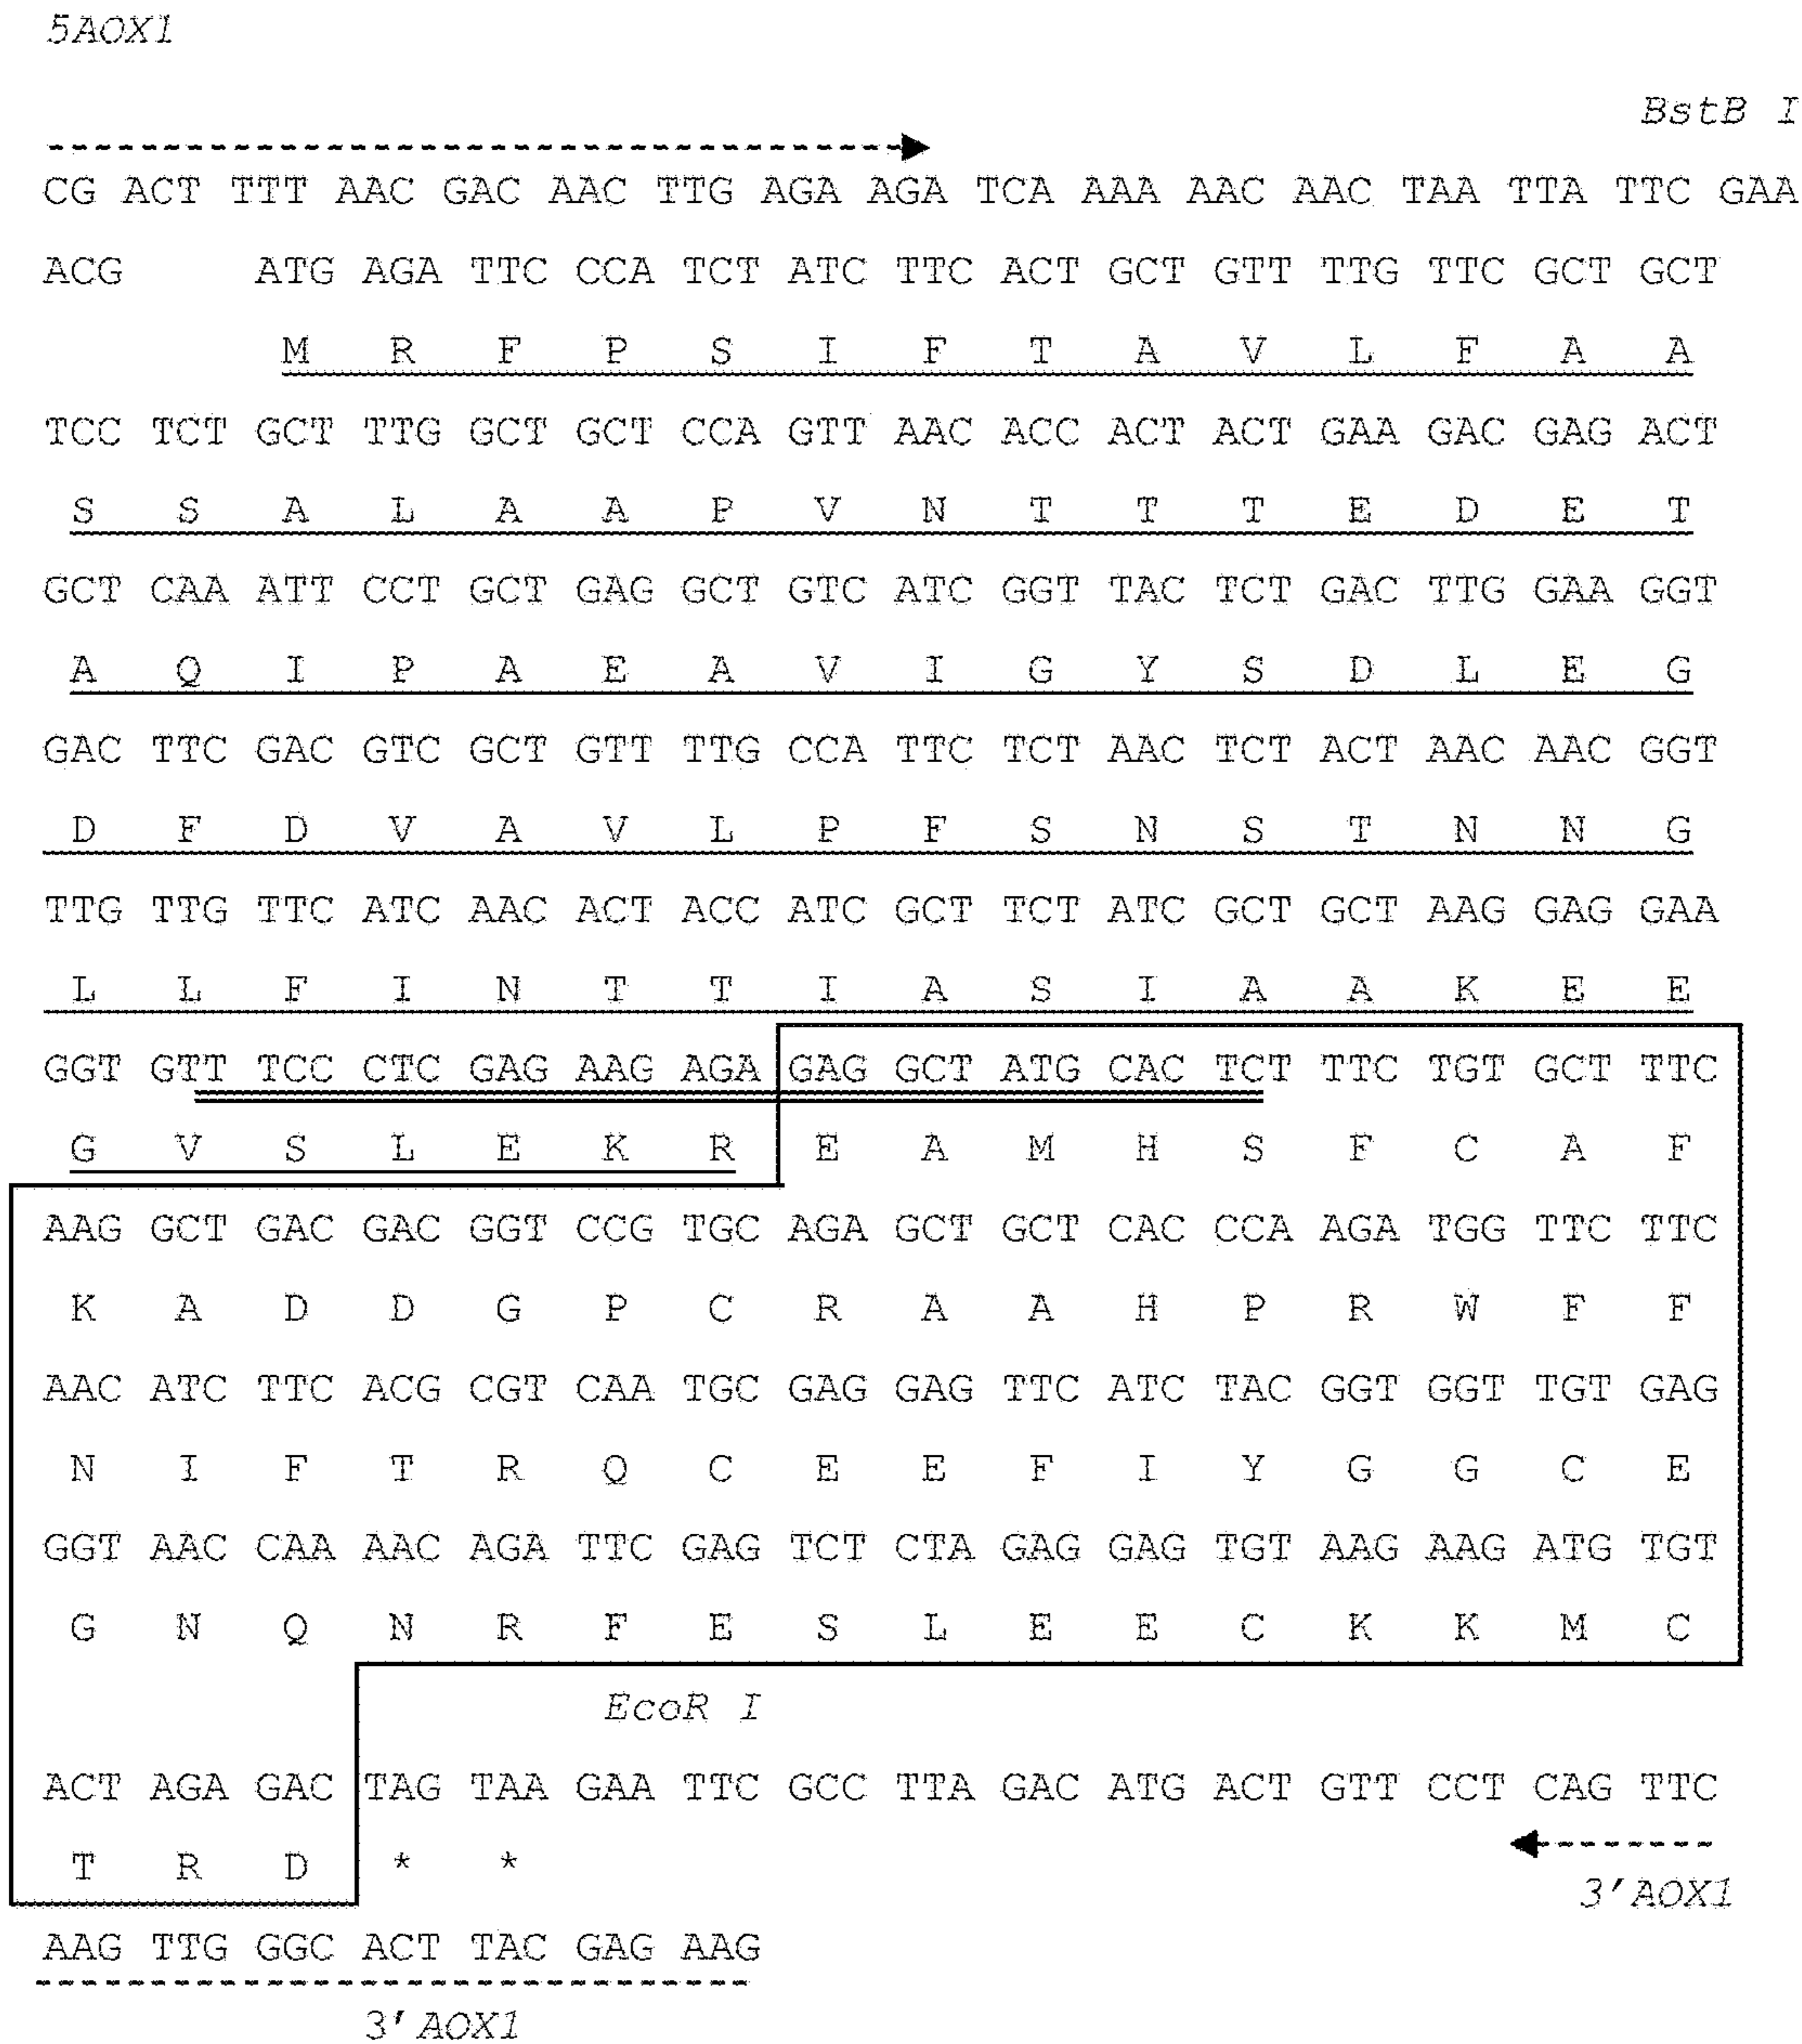 5AOX1
BstB I
CG ACT TTT AAC GAC AAC TTG AGA AGA TCA AAA AAC AAC TAA TTA TTC GAA
ACG ATG AGA TTC CCA TCT ATC TTC ACT GCT GTT TTG TTC GCT GCT
M R F P S I F T A V L F A A
TCC TCT GCT TTG GCT GCT CCA GTT AAC ACC ACT ACT GAA GAC GAG ACT
S S A L A A P V N T T T E D E T
GCT CAA ATT CCT GCT GAG GCT GTC ATC GGT TAC TCT GAC TTG GAA GGT
A Q I P A E A V I G Y S D L E G
GAC TTC GAC GTC GCT GTT TTG CCA TTC TCT AAC TCT ACT AAC AAC GGT
D F D V A V L P F S N S T N N G
TTG TTG TTC ATC AAC ACT ACC ATC GCT TCT ATC GCT GCT AAG GAG GAA
L L F I N T T I A S I A A K E E
GGT GTT TCC CTC GAG AAG AGA GAG GCT ATG CAC TCT TTC TGT GCT TTC
G V S L E K R E A M H S F C A F
AAG GCT GAC GAC GGT CCG TGC AGA GCT GCT CAC CCA AGA TGG TTC TTC
K A D D G P C R A A H P R W F F
AAC ATC TTC ACG CGT CAA TGC GAG GAG TTC ATC TAC GGT GGT TGT GAG
N I F T R Q C E E F I Y G G C E
GGT AAC CAA AAC AGA TTC GAG TCT CTA GAG GAG TGT AAG AAG ATG TGT
G N Q N R F E S L E E C K K M C
EcoR I
ACT AGA GAC TAG TAA GAA TTC GCC TTA GAC ATG ACT GTT CCT CAG TTC
T R D * *
3'AOX1
AAG TTG GGC ACT TAC GAG AAG
3'AOX1